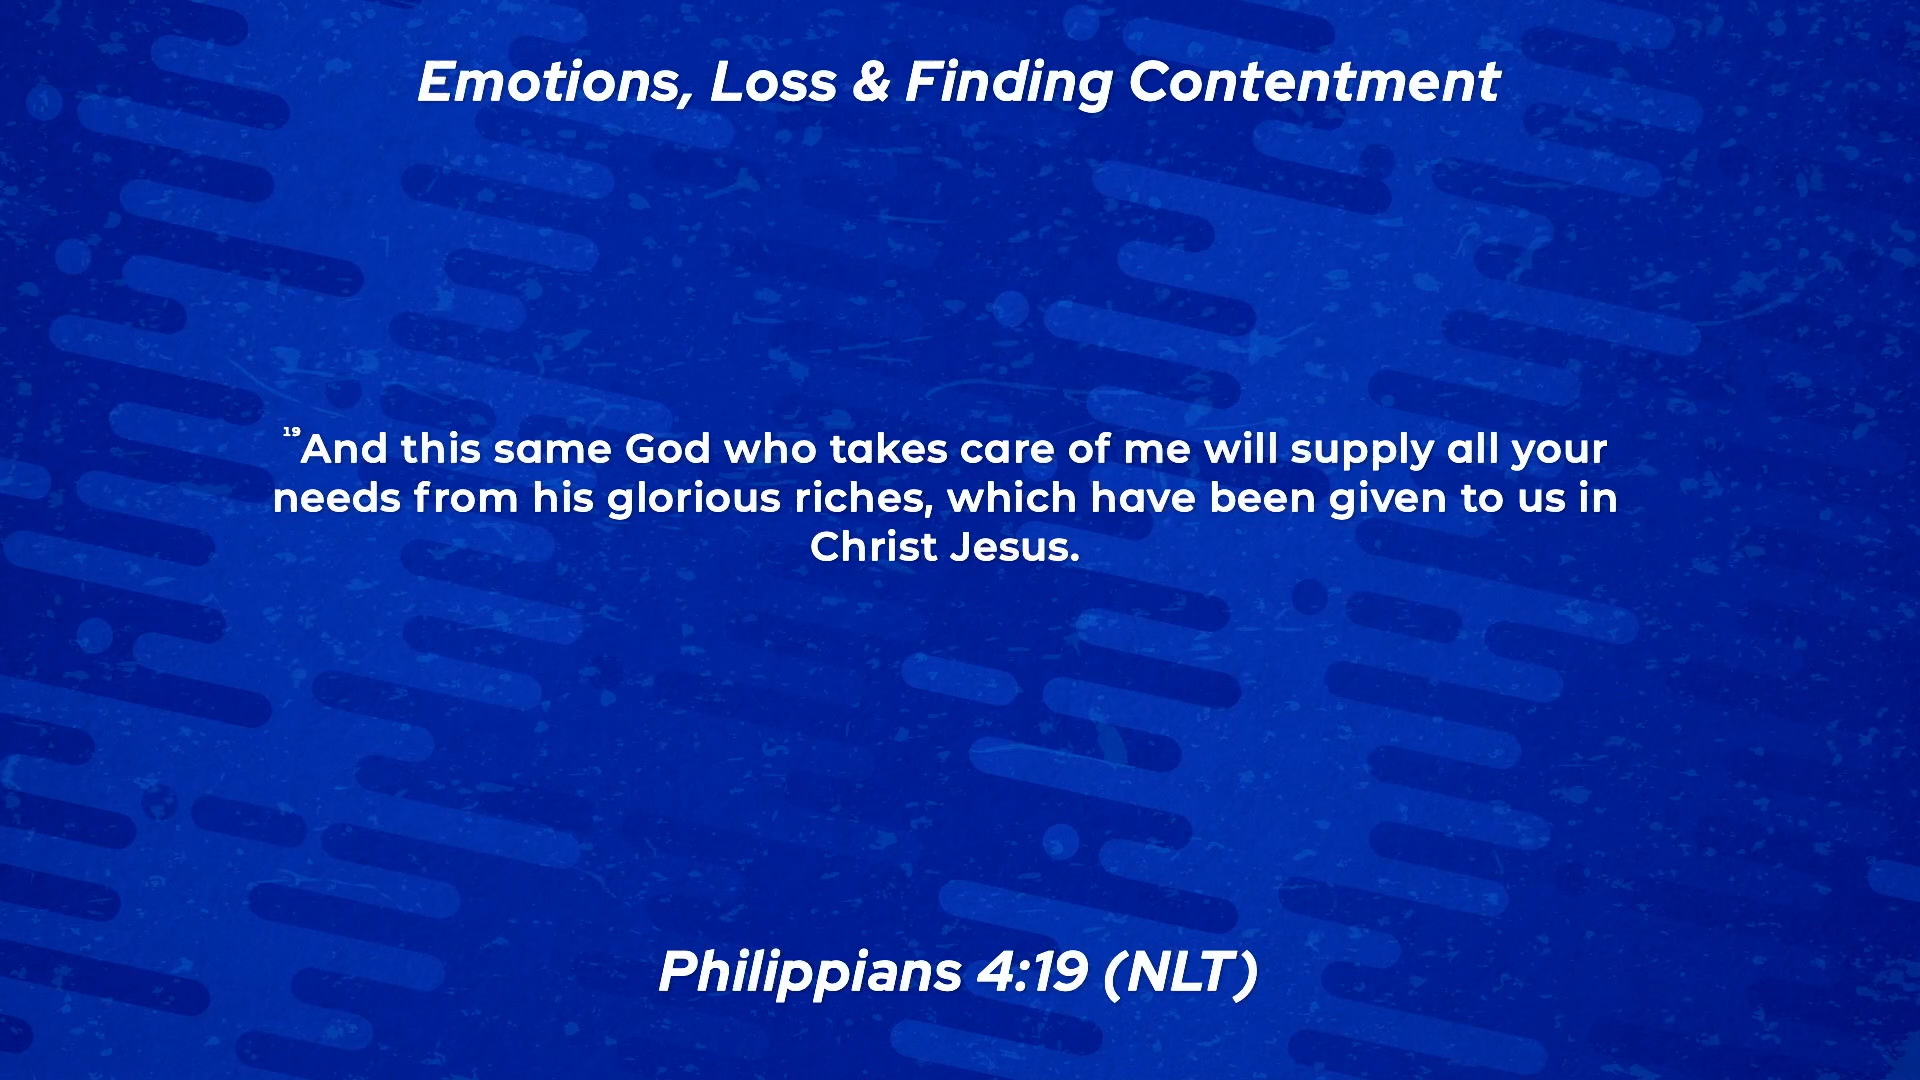 Emotions, Loss & Finding Contentment
¹⁹And this same God who takes care of me will supply all your
needs from his glorious riches, which have been given to us in
Christ Jesus.
Philippians 4:19 (NLT)